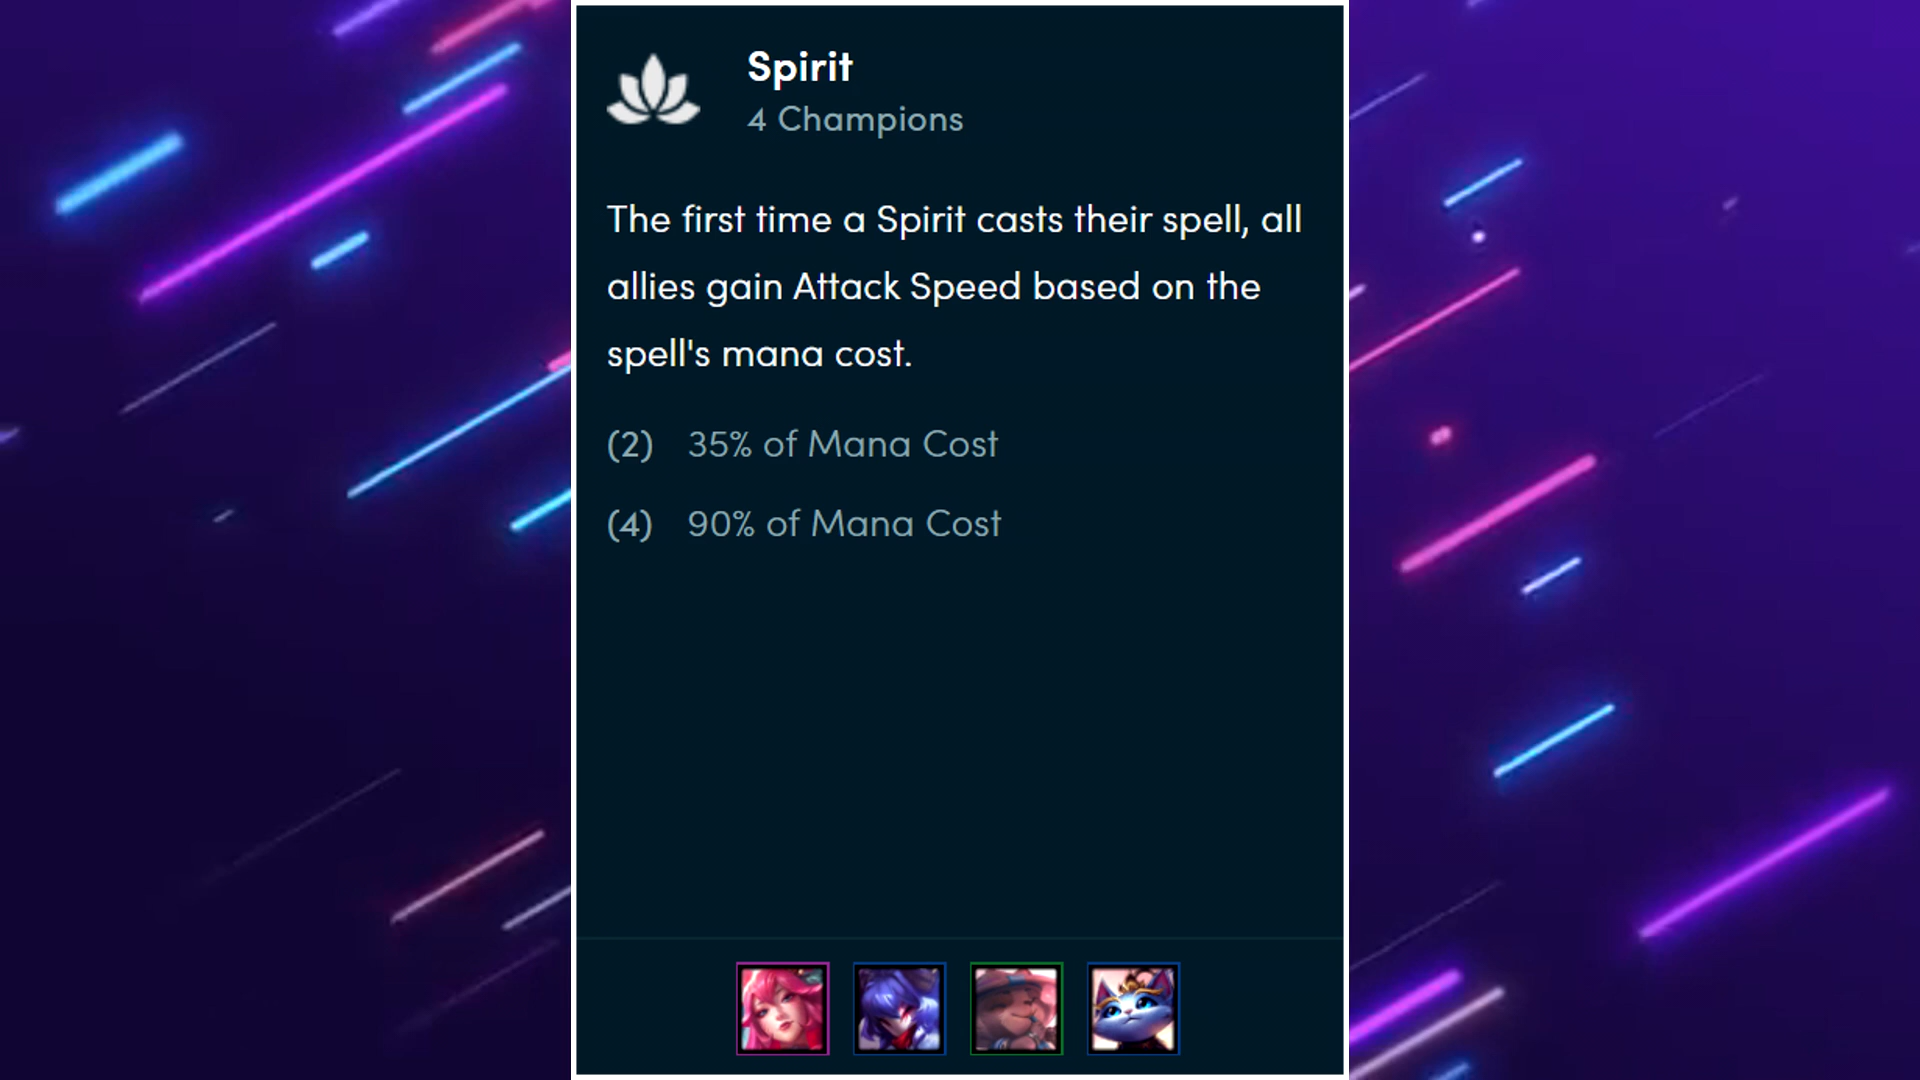 Spirit
4 Champions
The first time a Spirit casts their spell, all
allies gain Attack Speed based on the
spell's mana cost.
(2) 35% of Mana Cost
(4) 90% of Mana Cost